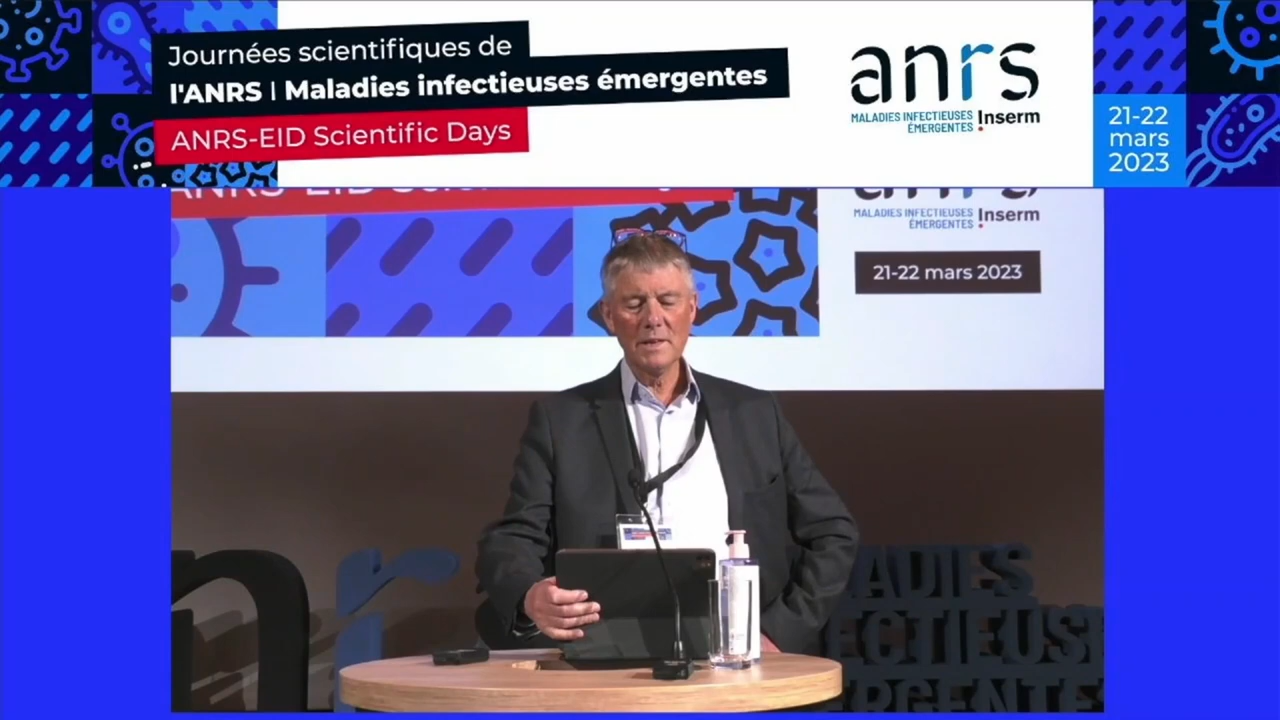 Journées scientifiques de
l'ANRS | Maladies infectieuses émergentes
ANRS-EID Scientific Days
anrs
MALADIES INFECTIEUSES
ÉMERGENTES Inserm
21-22
mars
2023
MALADIES INFECTIEUSES
ÉMERGENTES Inserm
21-22 mars 2023